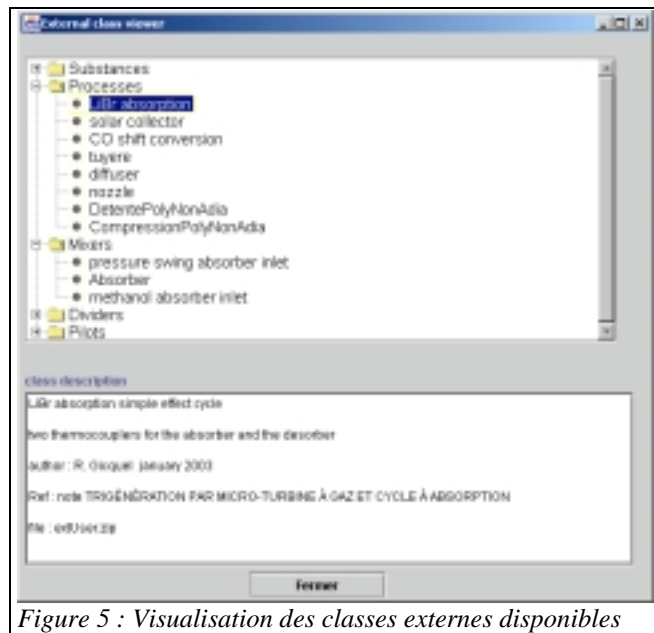 External class viewer
Substances
Processes
LiBr absorption
solar collector
CO shift conversion
tuyere
diffuser
nozzle
DetentePolyNonAdia
CompressionPolyNonAdia
Mixers
pressure swing absorber inlet
Absorber
methanol absorber inlet
Dividers
Pilots
class description
LiBr absorption simple effect cycle
two thermocouplers for the absorber and the desorber
author : R. Gicquel january 2003
Ref : note TRIGÉNÉRATION PAR MICRO-TURBINE À GAZ ET CYCLE À ABSORPTION
file : extUser.zip
Fermer
Figure 5 : Visualisation des classes externes disponibles